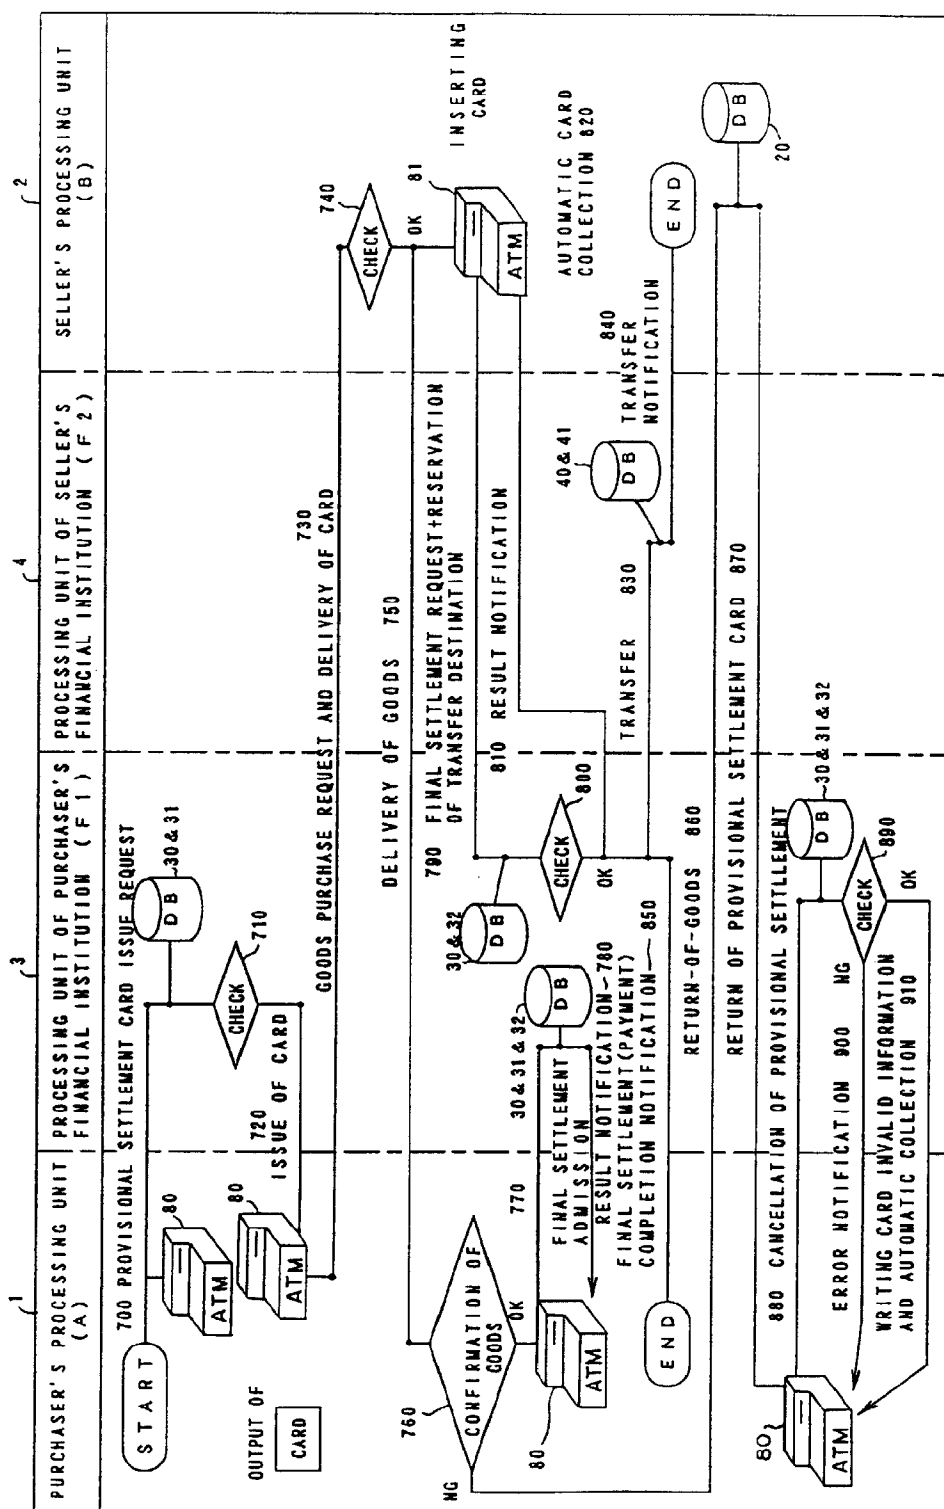 1
PURCHASER'S PROCESSING UNIT
(A)
3
PROCESSING UNIT OF PURCHASER'S
FINANCIAL INSTITUTION (F1)
4
PROCESSING UNIT OF SELLER'S
FINANCIAL INSTITUTION (F2)
2
SELLER'S PROCESSING UNIT
(B)
START
700 PROVISIONAL SETTLEMENT CARD ISSUE REQUEST
80
ATM
DB
30&31
CHECK
710
OUTPUT OF
CARD
80
ATM
720
ISSUE OF CARD
730
GOODS PURCHASE REQUEST AND DELIVERY OF CARD
CHECK
740
OK
DELIVERY OF GOODS 750
760
CONFIRMATION OF
GOODS
NG
OK
INSERTING
CARD
81
ATM
790 FINAL SETTLEMENT REQUEST+RESERVATION
OF TRANSFER DESTINATION
810 RESULT NOTIFICATION
30&32
DB
CHECK
800
OK
770
80
ATM
30&31&32
DB
FINAL SETTLEMENT
ADMISSION
RESULT NOTIFICATION 780
FINAL SETTLEMENT(PAYMENT)
COMPLETION NOTIFICATION 850
END
AUTOMATIC CARD
COLLECTION 820
TRANSFER 830
40&41
DB
840
TRANSFER
NOTIFICATION
END
RETURN-OF-GOODS 860
RETURN OF PROVISIONAL SETTLEMENT CARD 870
DB
20
880 CANCELLATION OF PROVISIONAL SETTLEMENT
80
ATM
DB
30&31&32
CHECK
890
ERROR NOTIFICATION 900 NG
OK
WRITING CARD INVALID INFORMATION
AND AUTOMATIC COLLECTION 910